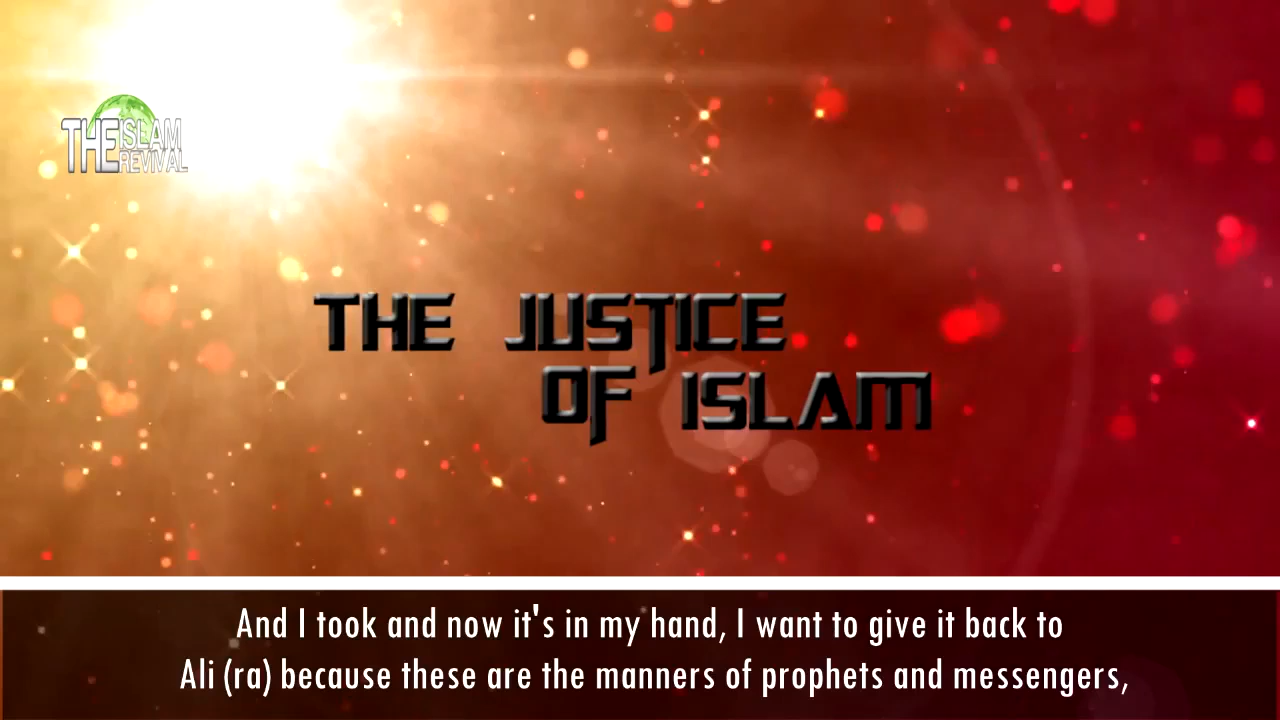 THE ISLAM
REVIVAL
THE JUSTICE
OF ISLAM
And I took and now it's in my hand, I want to give it back to
Ali (ra) because these are the manners of prophets and messengers,